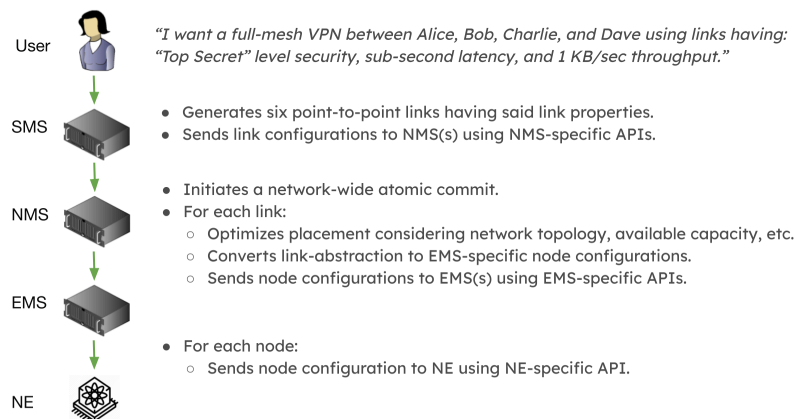 “I want a full-mesh VPN between Alice, Bob, Charlie, and Dave using links having:
User
“Top Secret” level security, sub-second latency, and 1 KB/sec throughput.”
● Generates six point-to-point links having said link properties.
SMS
● Sends link configurations to NMS(s) using NMS-specific APIs.
● Initiates a network-wide atomic commit.
NMS
● For each link:
○ Optimizes placement considering network topology, available capacity, etc.
○ Converts link-abstraction to EMS-specific node configurations.
○ Sends node configurations to EMS(s) using EMS-specific APIs.
EMS
● For each node:
○ Sends node configuration to NE using NE-specific API.
NE